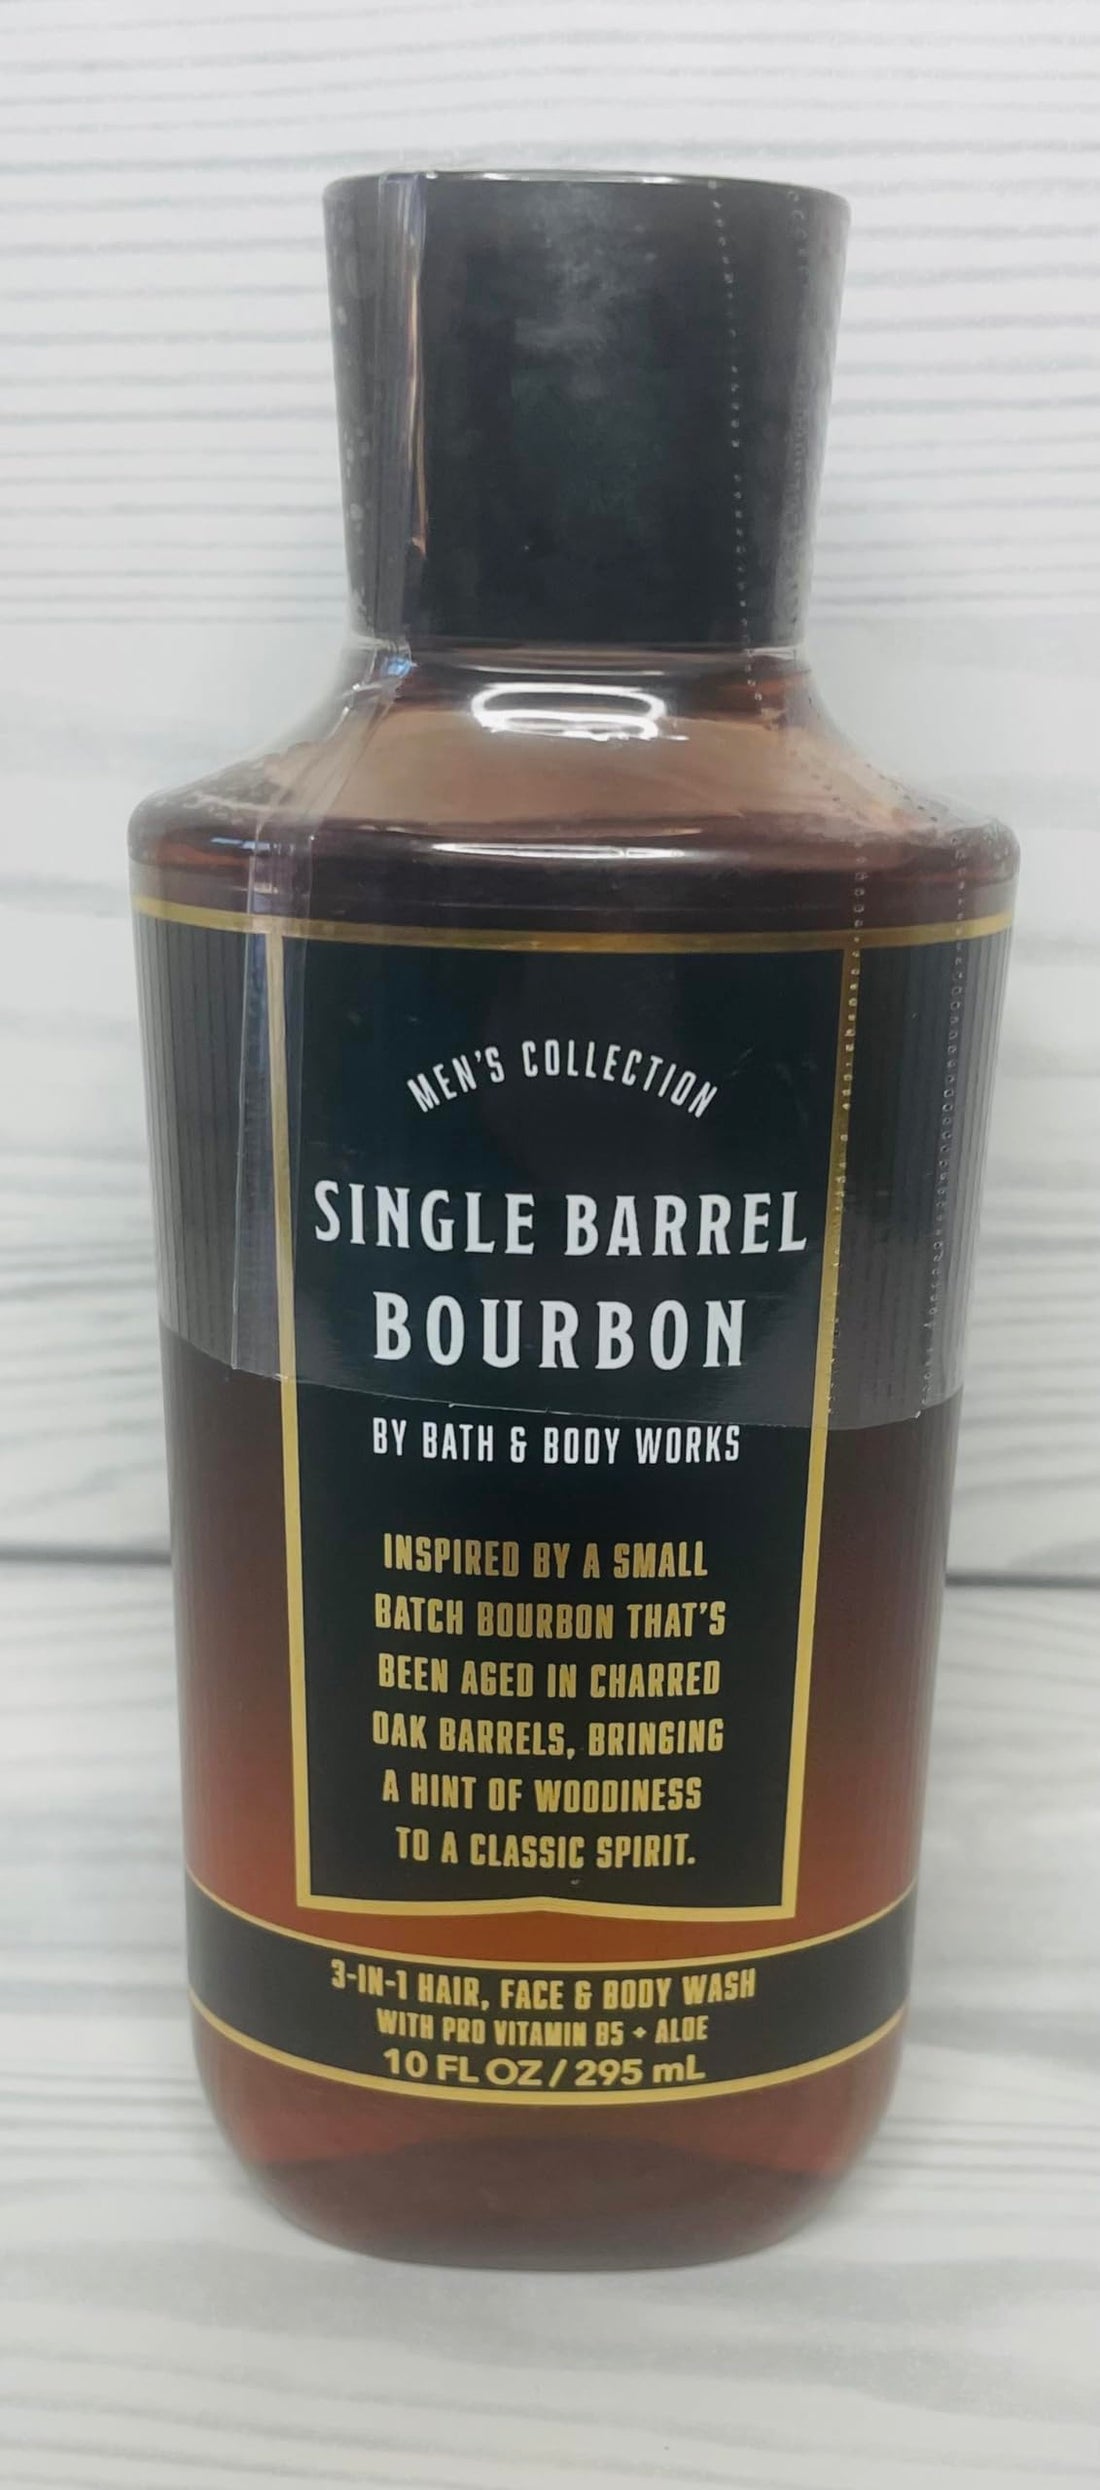 MEN'S COLLECTION
SINGLE BARREL
BOURBON
BY BATH & BODY WORKS
INSPIRED BY A SMALL
BATCH BOURBON THAT'S
BEEN AGED IN CHARRED
OAK BARRELS, BRINGING
A HINT OF WOODINESS
TO A CLASSIC SPIRIT.
3-IN-1 HAIR, FACE & BODY WASH
WITH PRO VITAMIN B5 + ALOE
10 FL OZ / 295 mL